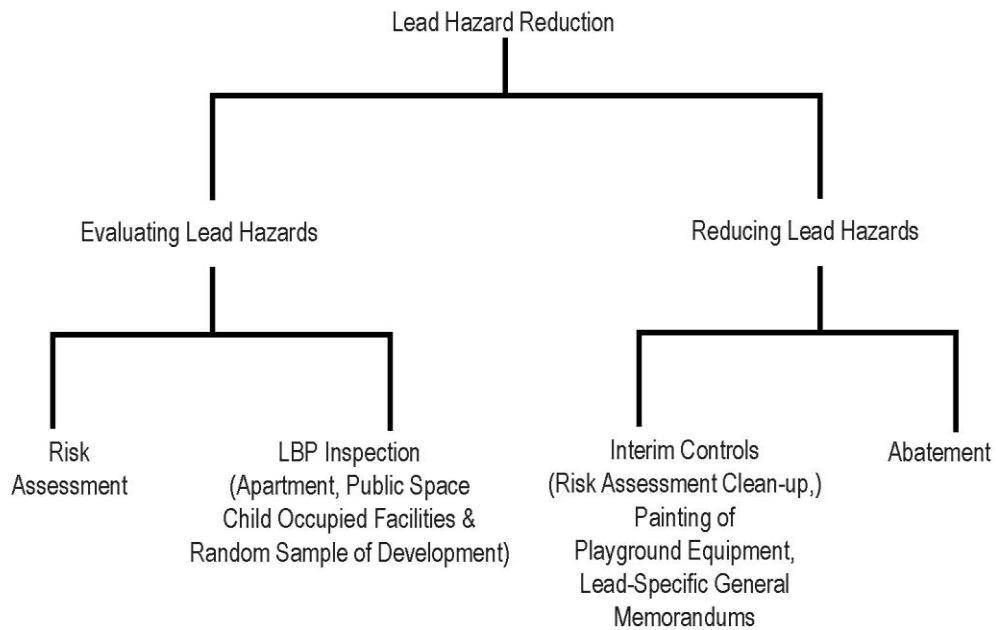 Lead Hazard Reduction
Evaluating Lead Hazards
Reducing Lead Hazards
Risk
Assessment
LBP Inspection
(Apartment, Public Space
Child Occupied Facilities &
Random Sample of Development)
Interim Controls
(Risk Assessment Clean-up,)
Painting of
Playground Equipment,
Lead-Specific General
Memorandums
Abatement